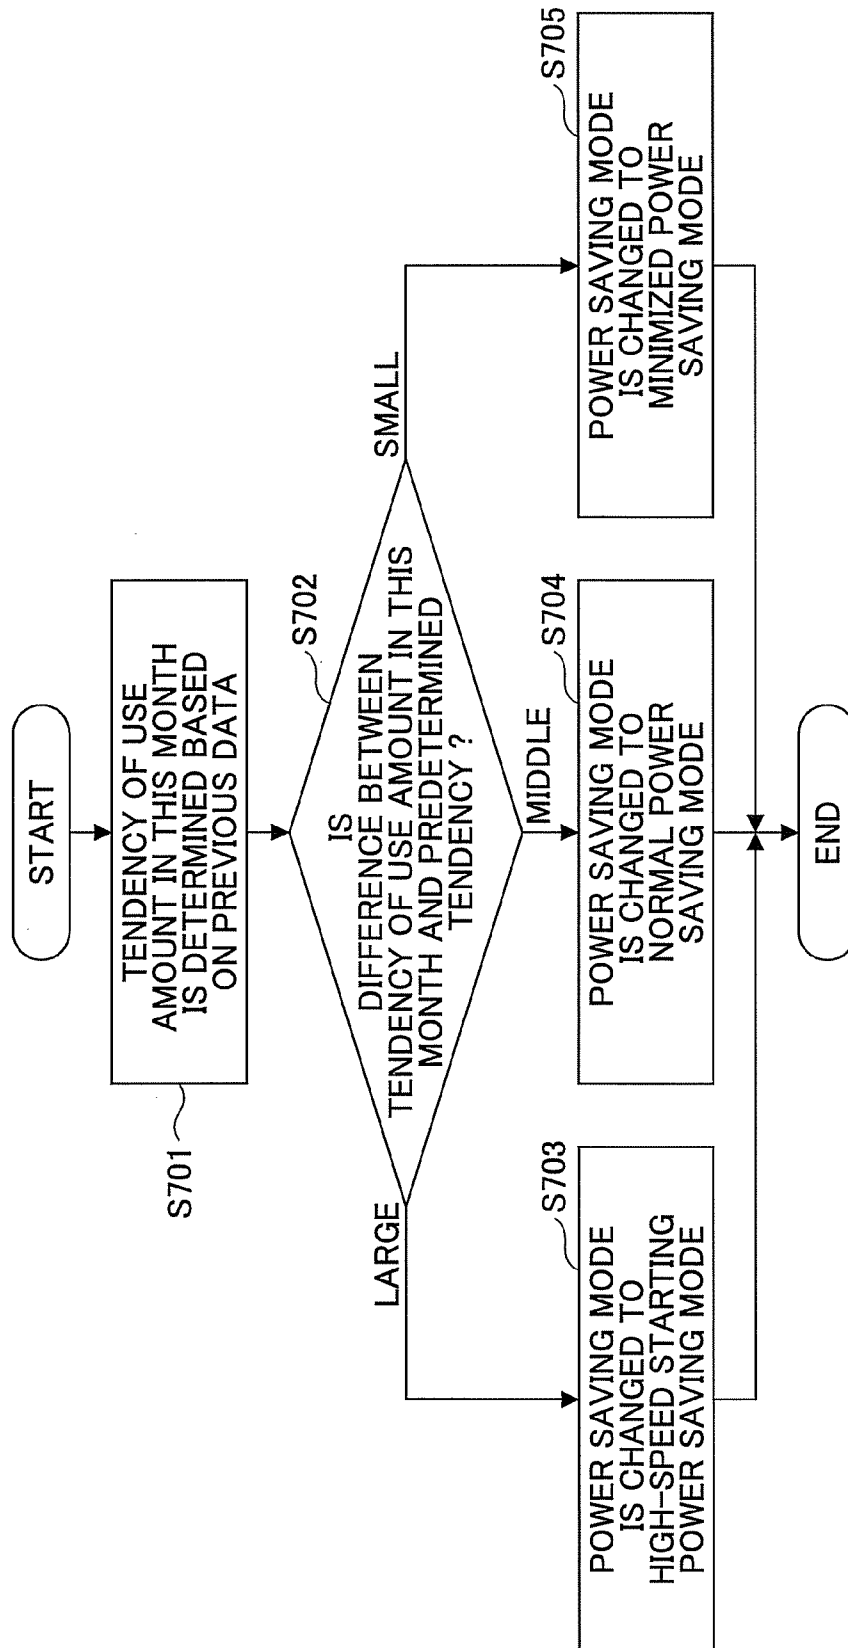 START
TENDENCY OF USE
AMOUNT IN THIS MONTH
IS DETERMINED BASED
ON PREVIOUS DATA
S701
IS
DIFFERENCE BETWEEN
TENDENCY OF USE AMOUNT IN THIS
MONTH AND PREDETERMINED
TENDENCY ?
S702
LARGE
MIDDLE
SMALL
S703
POWER SAVING MODE
IS CHANGED TO
HIGH-SPEED STARTING
POWER SAVING MODE
S704
POWER SAVING MODE
IS CHANGED TO
NORMAL POWER
SAVING MODE
S705
POWER SAVING MODE
IS CHANGED TO
MINIMIZED POWER
SAVING MODE
END